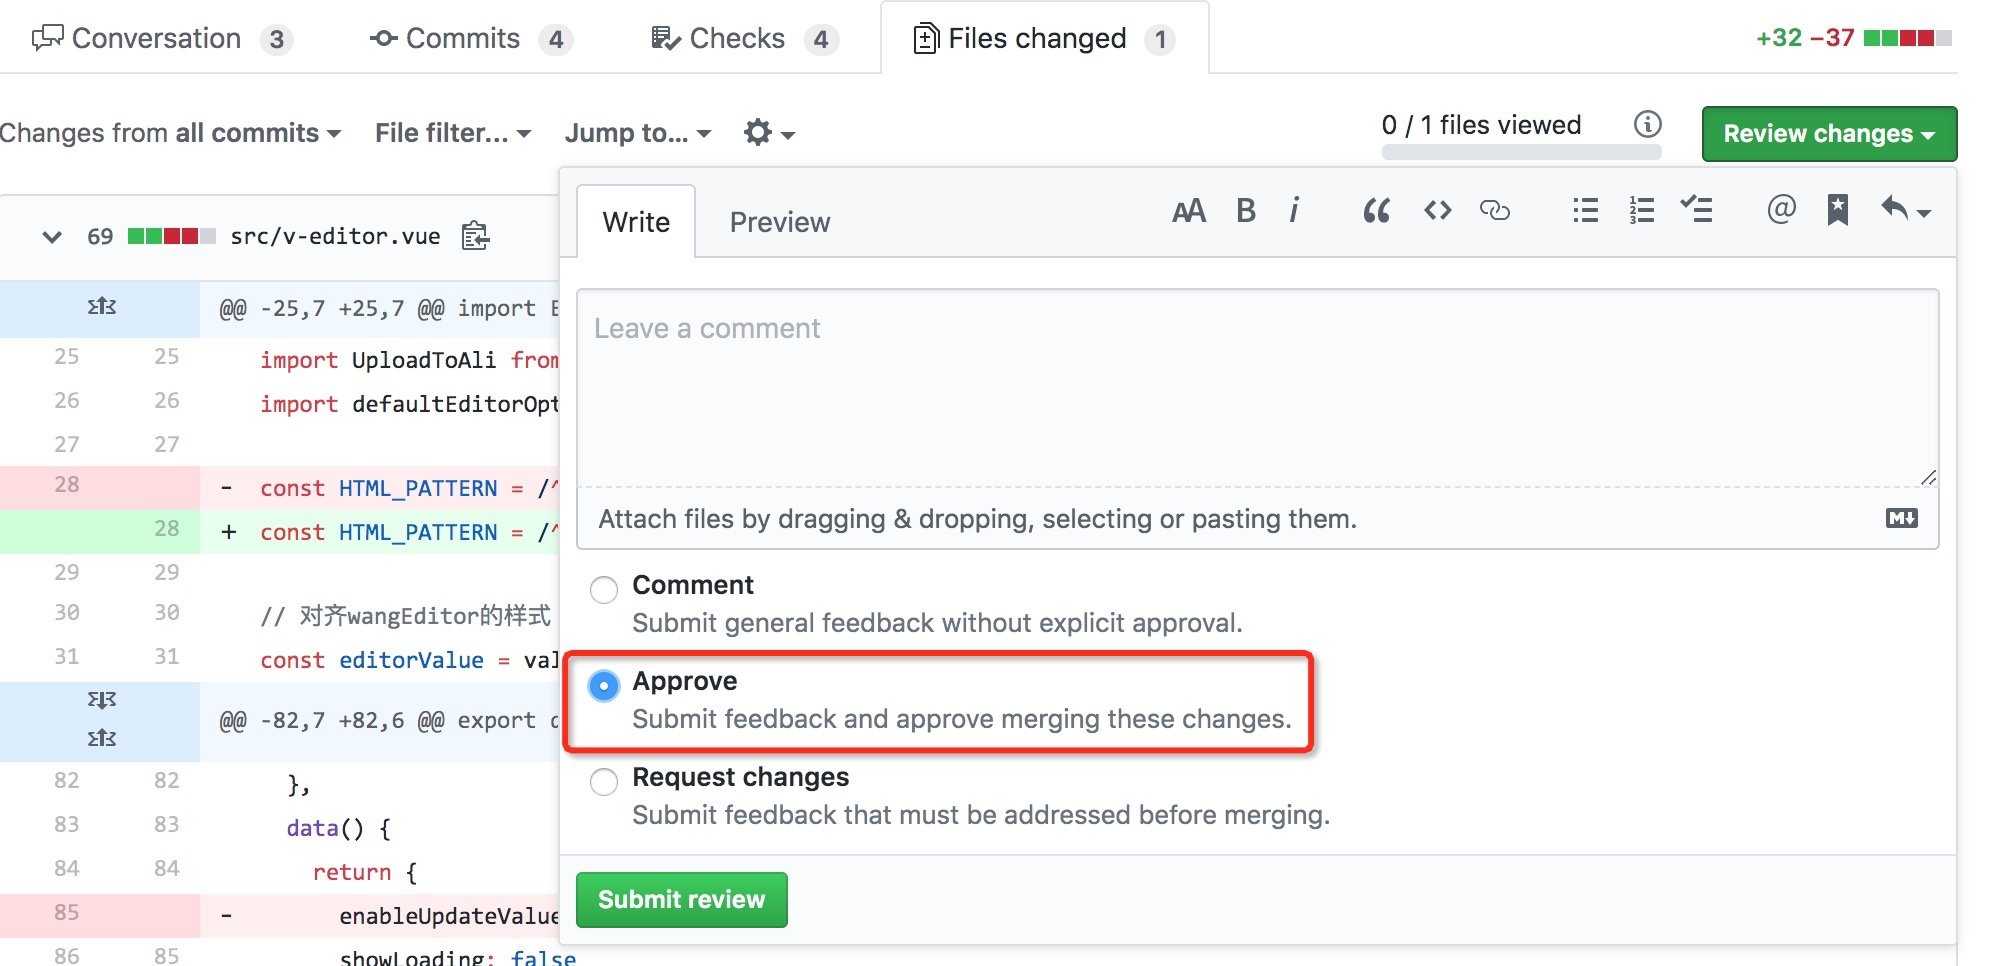 Conversation 3 Commits 4 Checks 4 Files changed 1 +32 −37
Changes from all commits File filter... Jump to... 0 / 1 files viewed Review changes
69 src/v-editor.vue
Write Preview
@@ -25,7 +25,7 @@ import
25 25 import UploadToAli from
26 26 import defaultEditorOpt
27 27
28 - const HTML_PATTERN = /^
28 + const HTML_PATTERN = /^
29 29
30 30 // 对齐wangEditor的样式
31 31 const editorValue = val
@@ -82,7 +82,6 @@ export
82 82 },
83 83 data() {
84 84 return {
85 - enableUpdateValue
86 85 showLoading: false
Leave a comment
Attach files by dragging & dropping, selecting or pasting them.
Comment
Submit general feedback without explicit approval.
Approve
Submit feedback and approve merging these changes.
Request changes
Submit feedback that must be addressed before merging.
Submit review